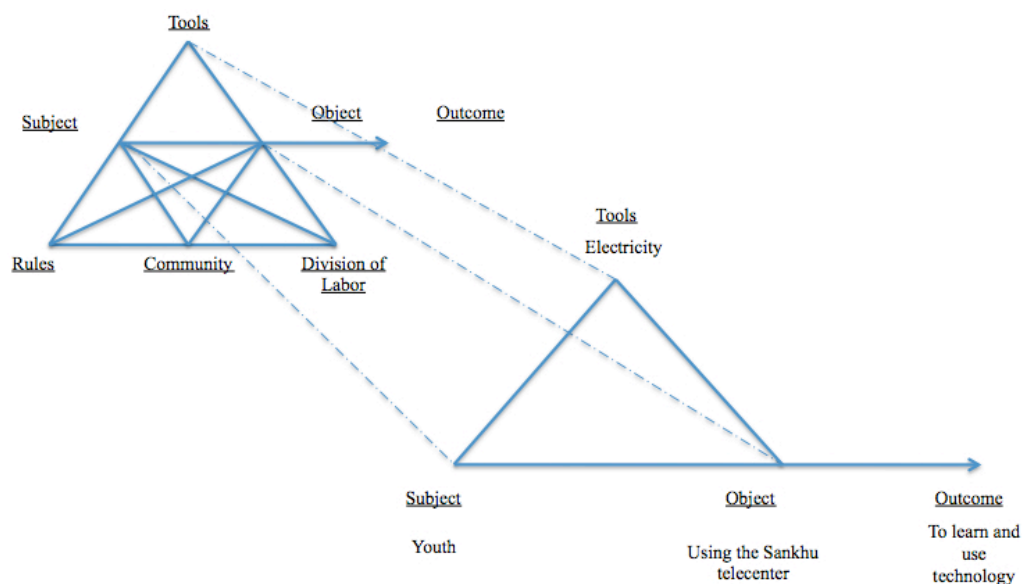 Tools
Subject
Object
Outcome
Rules
Community
Division of
Labor
Tools
Electricity
Subject
Object
Outcome
Youth
Using the Sankhu
telecenter
To learn and
use
technology